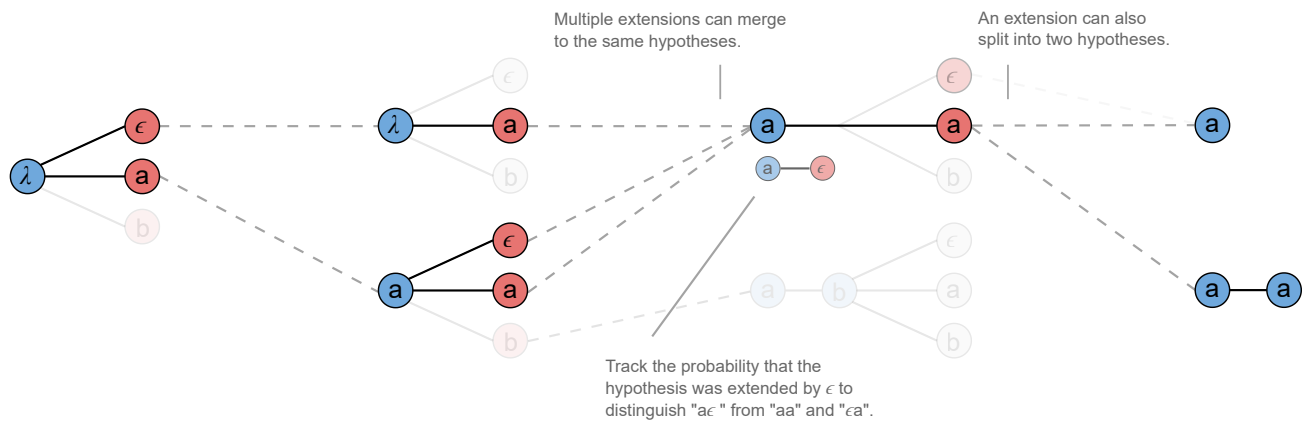 Multiple extensions can merge
to the same hypotheses.
An extension can also
split into two hypotheses.
ϵ
ϵ
ϵ
λ
a
a
a
a
λ
a
a ϵ
b
b
b
ϵ
ϵ
a
a
a
b
a
a
a
b
b
Track the probability that the
hypothesis was extended by ϵ to
distinguish "aϵ " from "aa" and "ϵa".